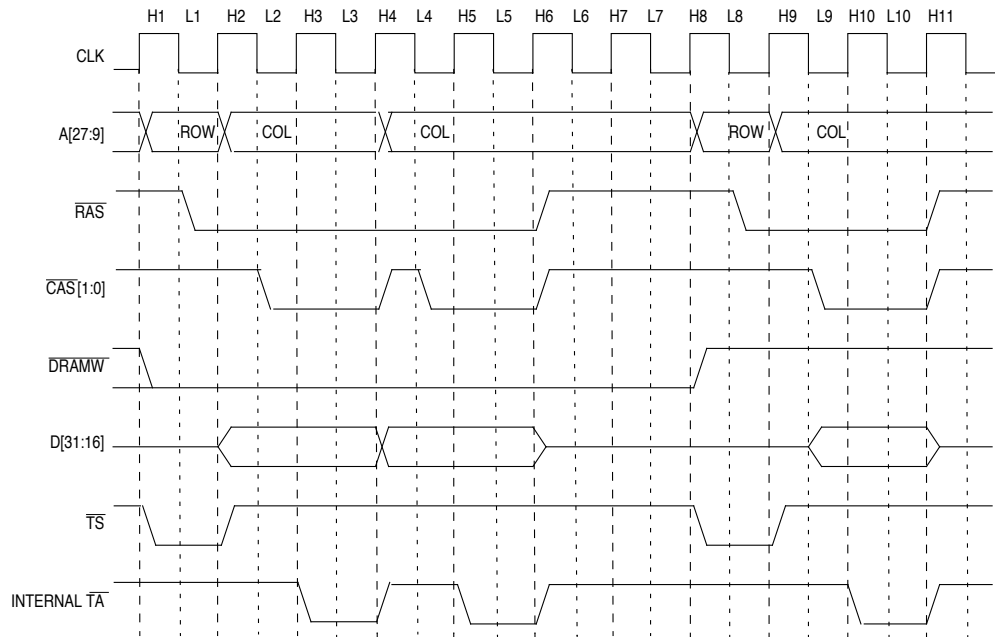 H1 L1 H2 L2 H3 L3 H4 L4 H5 L5 H6 L6 H7 L7 H8 L8 H9 L9 H10 L10 H11
CLK
A[27:9] ROW COL COL ROW COL
RAS
CAS[1:0]
DRAMW
D[31:16]
TS
INTERNAL TA